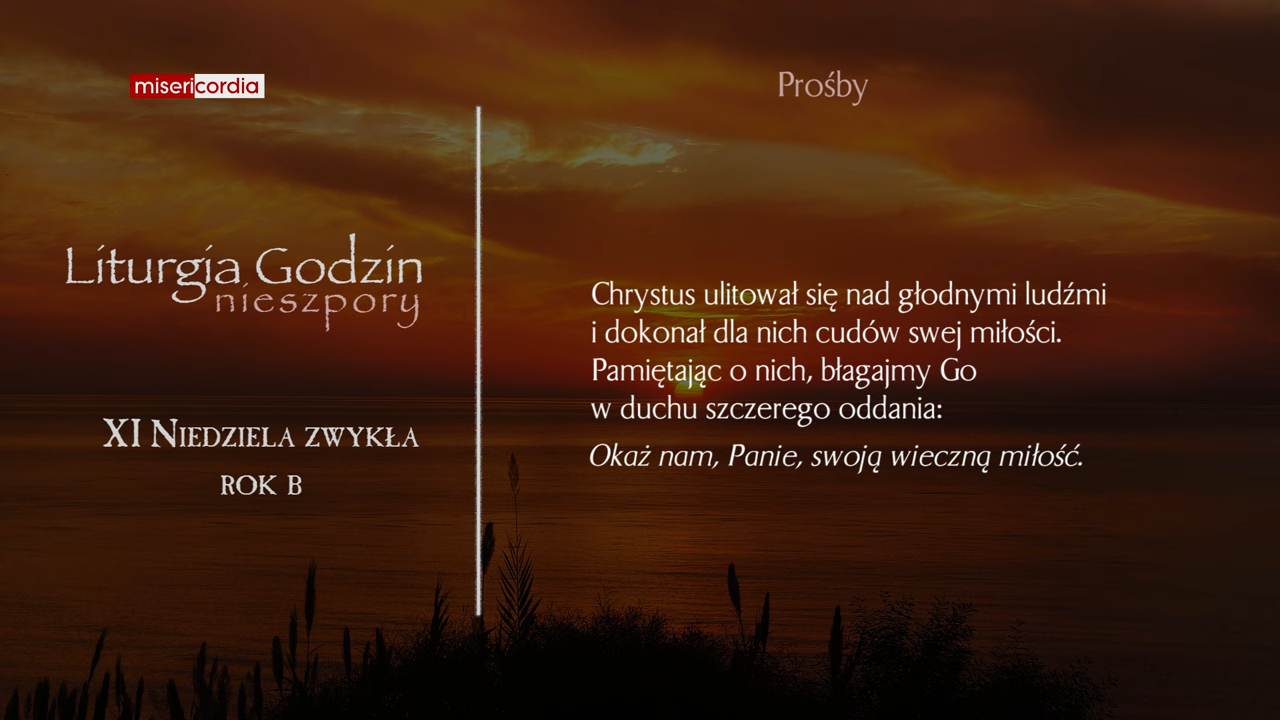 misericordia
Liturgia Godzin
nieszpory
XI Niedziela zwykła
rok B
Prośby
Chrystus ulitował się nad głodnymi ludźmi
i dokonał dla nich cudów swej miłości.
Pamiętając o nich, błagajmy Go
w duchu szczerego oddania:
Okaż nam, Panie, swoją wieczną miłość.